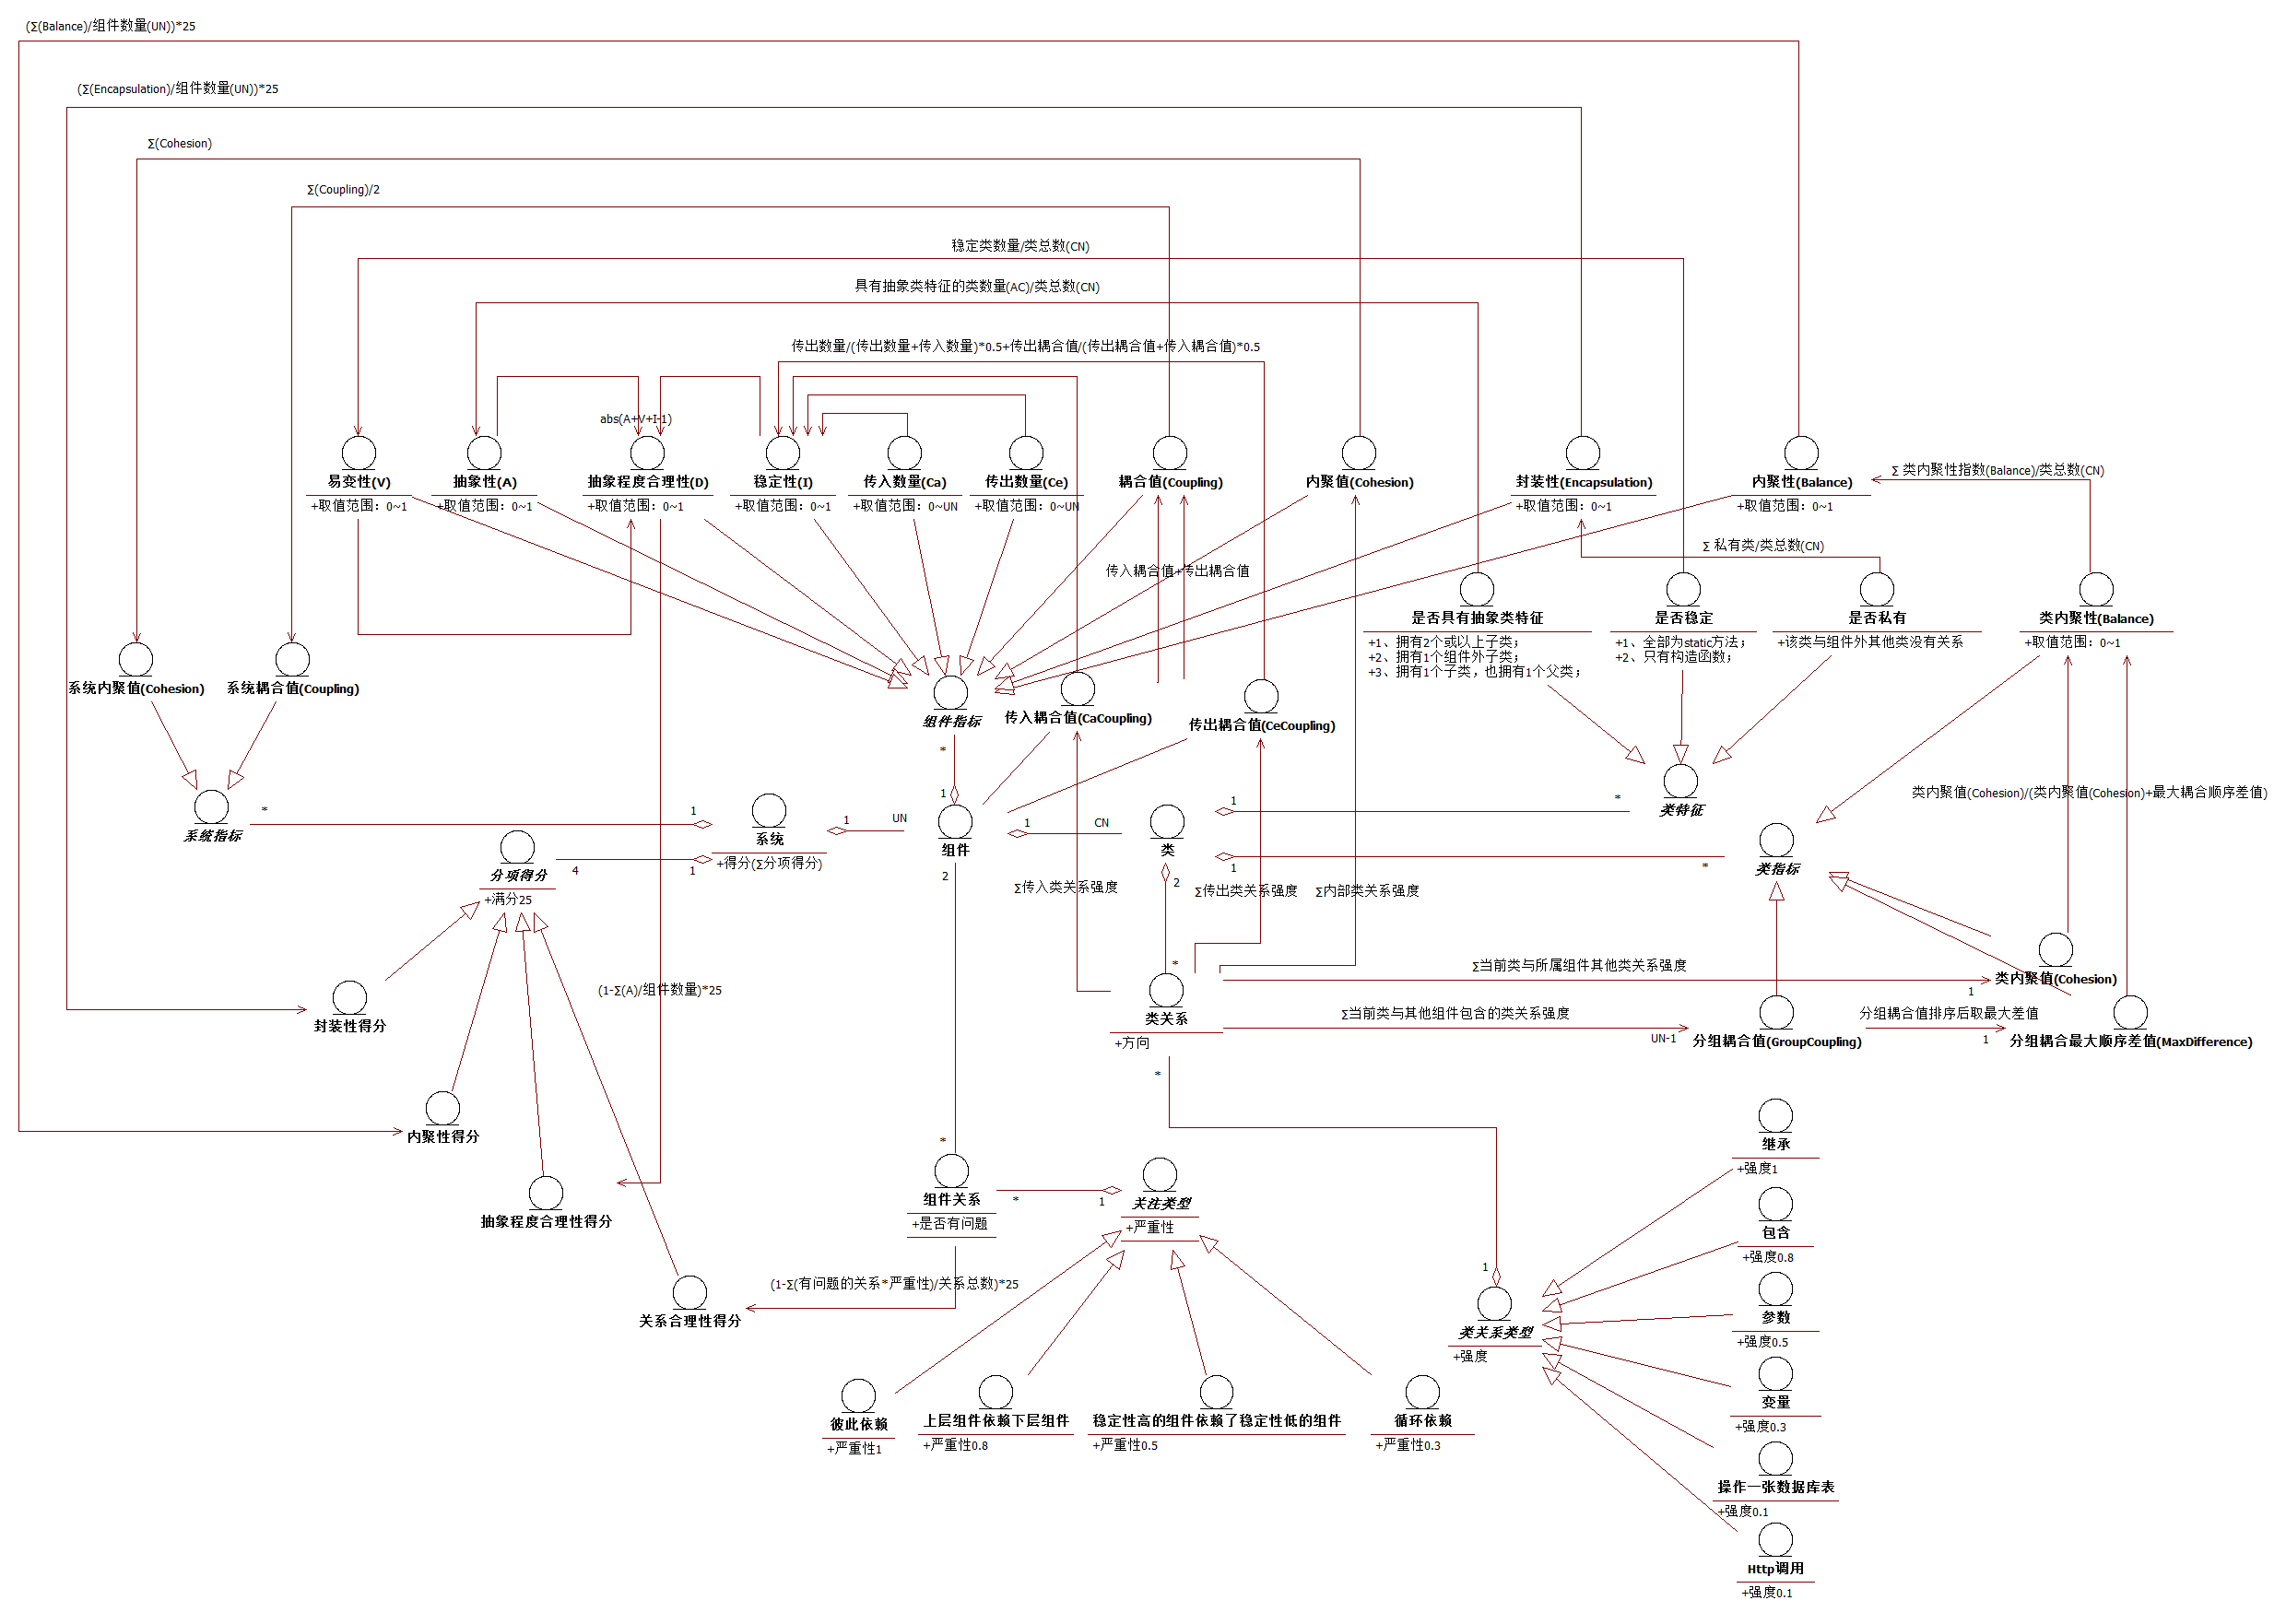 (Σ(Balance)/组件数量(UN))*25
(Σ(Encapsulation)/组件数量(UN))*25
Σ(Cohesion)
Σ(Coupling)/2
稳定类数量/类总数(CN)
具有抽象类特征的类数量(AC)/类总数(CN)
传出数量/(传出数量+传入数量)*0.5+传出耦合值/(传出耦合值+传入耦合值)*0.5
abs(A+V+I-1)
易变性(V)
+取值范围：0~1
抽象性(A)
+取值范围：0~1
抽象程度合理性(D)
+取值范围：0~1
稳定性(I)
+取值范围：0~1
传入数量(Ca)
+取值范围：0~UN
传出数量(Ce)
+取值范围：0~UN
耦合值(Coupling)
内聚值(Cohesion)
封装性(Encapsulation)
+取值范围：0~1
内聚性(Balance)
+取值范围：0~1
Σ 类内聚性指数(Balance)/类总数(CN)
Σ 私有类/类总数(CN)
传入耦合值+传出耦合值
是否具有抽象类特征
+1、拥有2个或以上子类；
+2、拥有1个组件外子类；
+3、拥有1个子类，也拥有1个父类；
是否稳定
+1、全部为static方法；
+2、只有构造函数；
是否私有
+该类与组件外其他类没有关系
类内聚性(Balance)
+取值范围：0~1
系统内聚值(Cohesion)
系统耦合值(Coupling)
组件指标
传入耦合值(CaCoupling)
传出耦合值(CeCoupling)
*
1
系统指标
*
1
系统
+得分(Σ分项得分)
1
UN
组件
1
CN
类
1
*
类特征
类内聚值(Cohesion)/(类内聚值(Cohesion)+最大耦合顺序差值)
分项得分
+满分25
4
1
2
2
1
*
类指标
Σ传入类关系强度
Σ传出类关系强度
Σ内部类关系强度
*
类关系
+方向
*
Σ当前类与所属组件其他类关系强度
1
类内聚值(Cohesion)
Σ当前类与其他组件包含的类关系强度
UN-1
分组耦合值(GroupCoupling)
分组耦合值排序后取最大差值
1
分组耦合最大顺序差值(MaxDifference)
(1-Σ(A)/组件数量)*25
封装性得分
内聚性得分
抽象程度合理性得分
关系合理性得分
*
组件关系
+是否有问题
*
1
关注类型
+严重性
(1-Σ(有问题的关系*严重性)/关系总数)*25
彼此依赖
+严重性1
上层组件依赖下层组件
+严重性0.8
稳定性高的组件依赖了稳定性低的组件
+严重性0.5
循环依赖
+严重性0.3
1
类关系类型
+强度
继承
+强度1
包含
+强度0.8
参数
+强度0.5
变量
+强度0.3
操作一张数据库表
+强度0.1
Http调用
+强度0.1